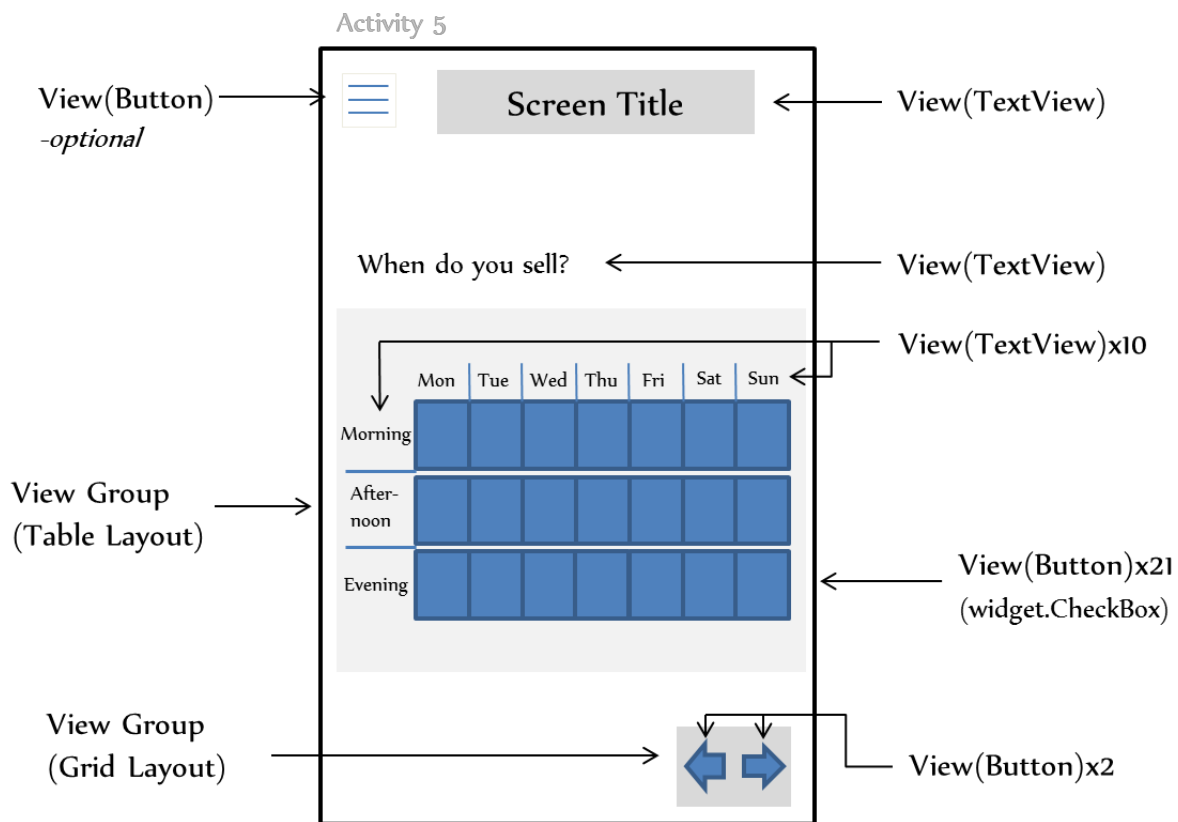 Activity 5
View(Button)
-optional
Screen Title
View(TextView)
When do you sell?
View(TextView)
View(TextView)x10
Mon Tue Wed Thu Fri Sat Sun
Morning
After-
noon
Evening
View Group
(Table Layout)
View(Button)x21
(widget.CheckBox)
View Group
(Grid Layout)
View(Button)x2